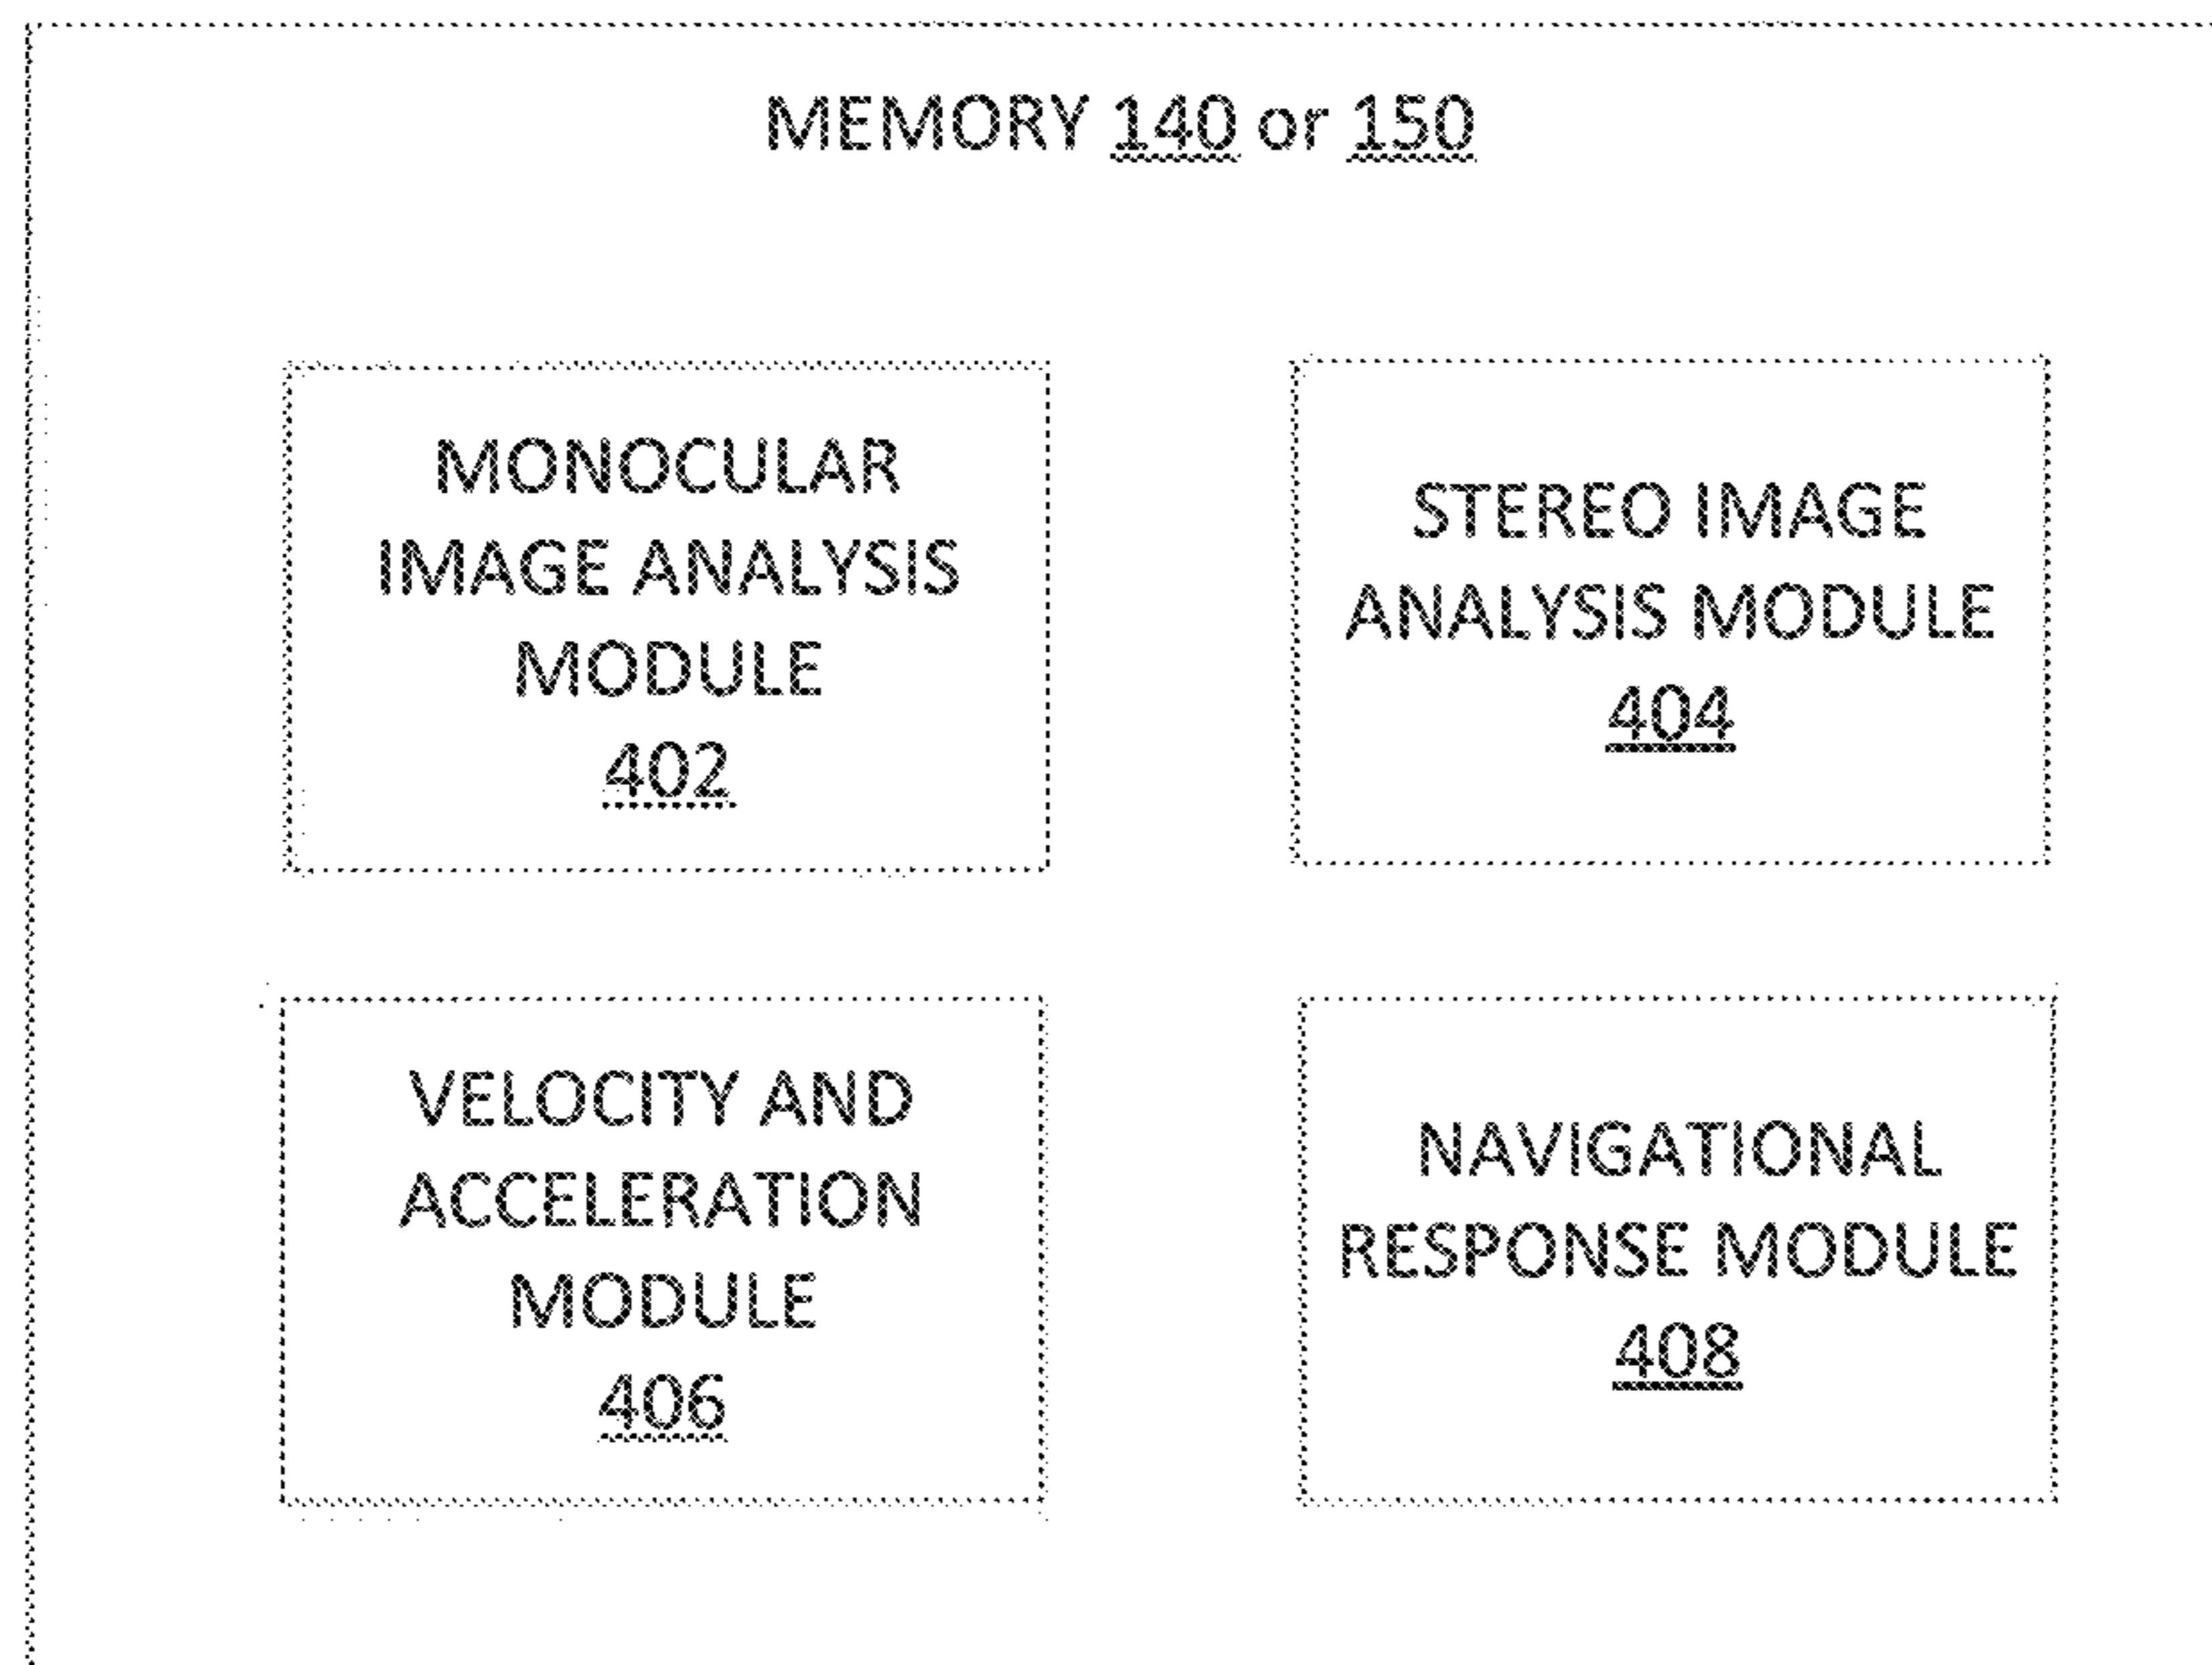 MEMORY 140 or 150
MONOCULAR
IMAGE ANALYSIS
MODULE
402
STEREO IMAGE
ANALYSIS MODULE
404
VELOCITY AND
ACCELERATION
MODULE
406
NAVIGATIONAL
RESPONSE MODULE
408